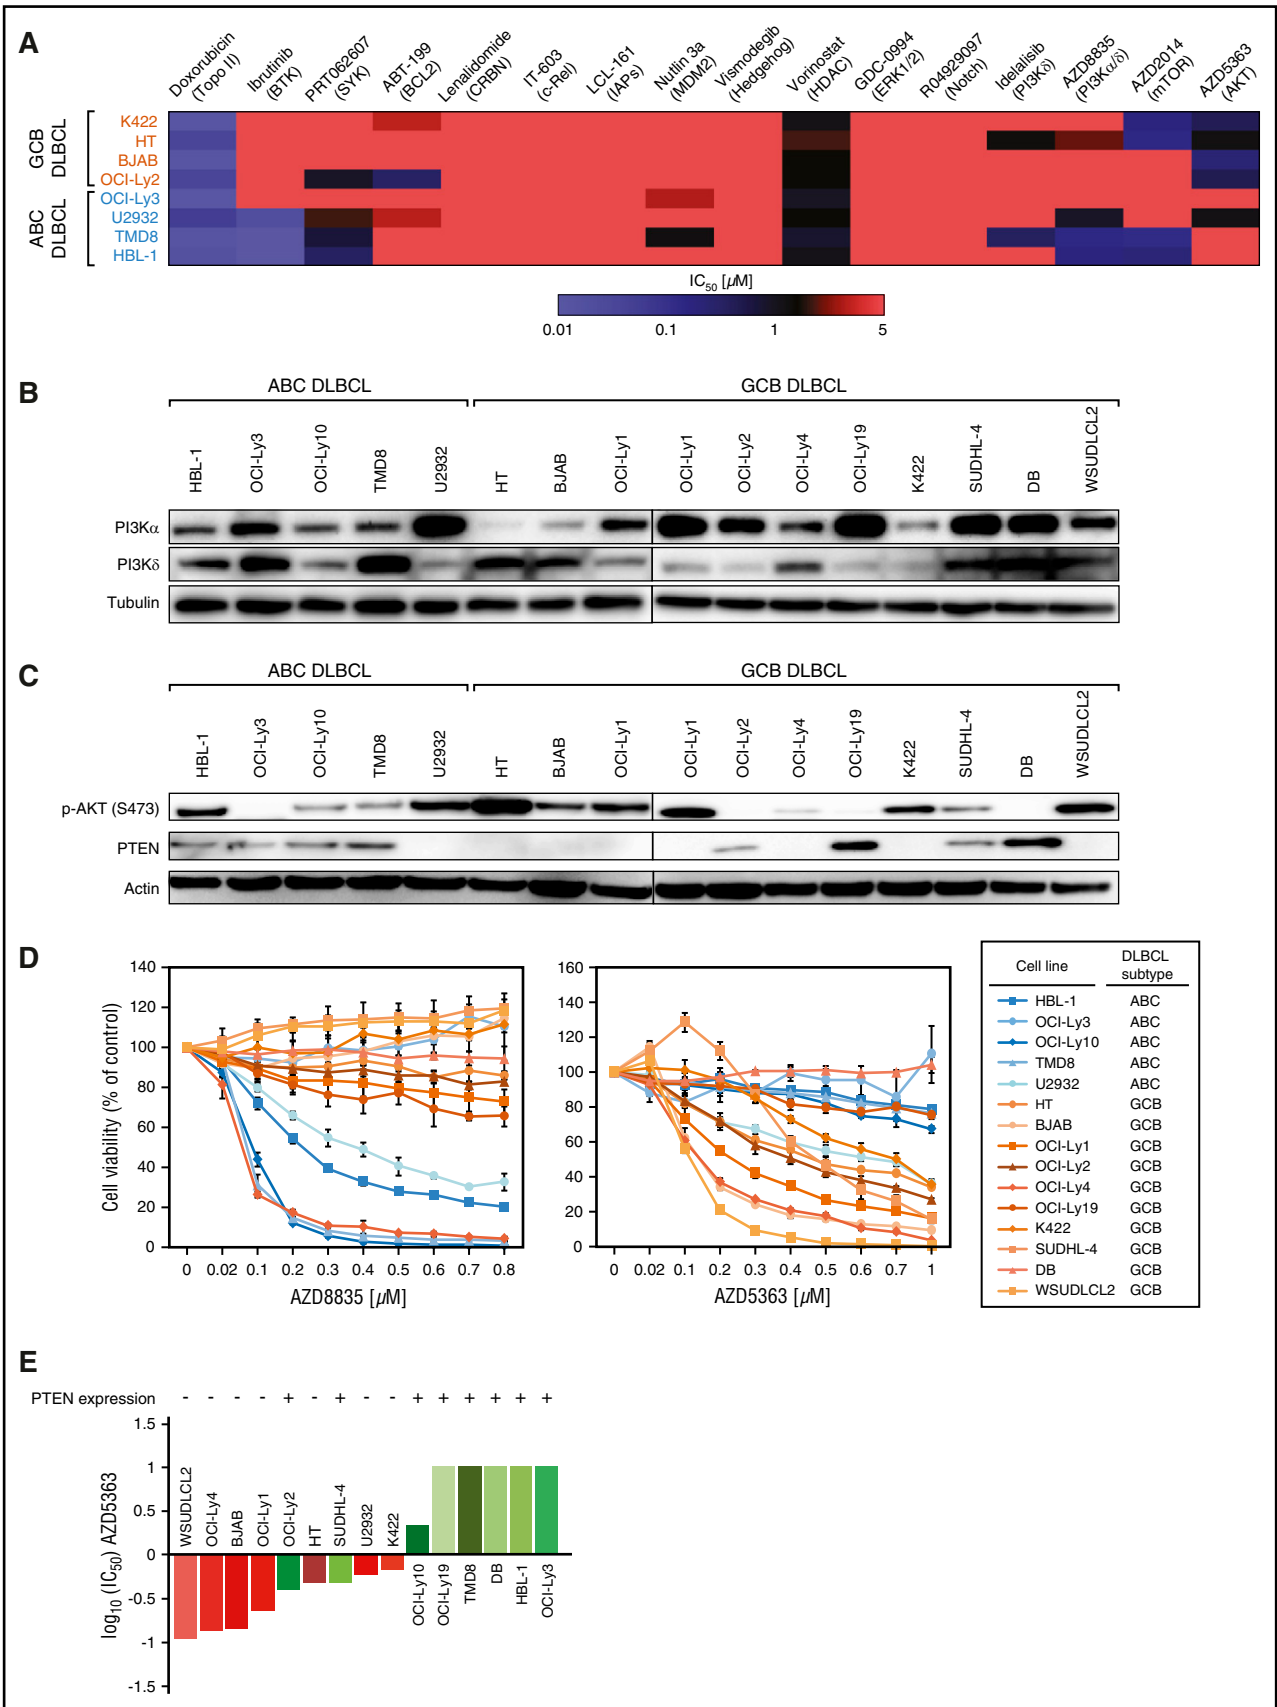 A
Doxorubicin (Topo II)
Ibrutinib (BTK)
PRT062607 (SYK)
ABT-199 (BCL2)
Lenalidomide (CRBN)
IT-603 (c-Rel)
LCL-161 (IAPs)
Nutlin 3a (MDM2)
Vismodegib (Hedgehog)
Vorinostat (HDAC)
GDC-0994 (ERK1/2)
R0492097 (Notch)
Idelalisib (PI3Kδ)
AZD8835 (PI3Kα/δ)
AZD2014 (mTOR)
AZD5363 (AKT)
GCB DLBCL
K422
HT
BJAB
OCI-Ly2
ABC DLBCL
OCI-Ly3
U2932
TMD8
HBL-1
IC50 [µM]
0.01 0.1 1 5
B
ABC DLBCL GCB DLBCL
HBL-1 OCI-Ly3 OCI-Ly10 TMD8 U2932 HT BJAB OCI-Ly1 OCI-Ly1 OCI-Ly2 OCI-Ly4 OCI-Ly19 K422 SUDHL-4 DB WSUDLCL2
PI3Kα
PI3Kδ
Tubulin
C
ABC DLBCL GCB DLBCL
HBL-1 OCI-Ly3 OCI-Ly10 TMD8 U2932 HT BJAB OCI-Ly1 OCI-Ly1 OCI-Ly2 OCI-Ly4 OCI-Ly19 K422 SUDHL-4 DB WSUDLCL2
p-AKT (S473)
PTEN
Actin
D
Cell viability (% of control)
140
120
100
80
60
40
20
0
0 0.02 0.1 0.2 0.3 0.4 0.5 0.6 0.7 0.8
AZD8835 [µM]
160
140
120
100
80
60
40
20
0
0 0.02 0.1 0.2 0.3 0.4 0.5 0.6 0.7 1
AZD5363 [µM]
Cell line DLBCL subtype
HBL-1 ABC
OCI-Ly3 ABC
OCI-Ly10 ABC
TMD8 ABC
U2932 ABC
HT GCB
BJAB GCB
OCI-Ly1 GCB
OCI-Ly2 GCB
OCI-Ly4 GCB
OCI-Ly19 GCB
K422 GCB
SUDHL-4 GCB
DB GCB
WSUDLCL2 GCB
E
PTEN expression - - - - + - + - - + + + + + +
log10 (IC50) AZD5363
1.5
1
0.5
0
-0.5
-1
-1.5
WSUDLCL2 OCI-Ly4 BJAB OCI-Ly1 OCI-Ly2 HT SUDHL-4 U2932 K422
OCI-Ly10 OCI-Ly19 TMD8 DB HBL-1 OCI-Ly3